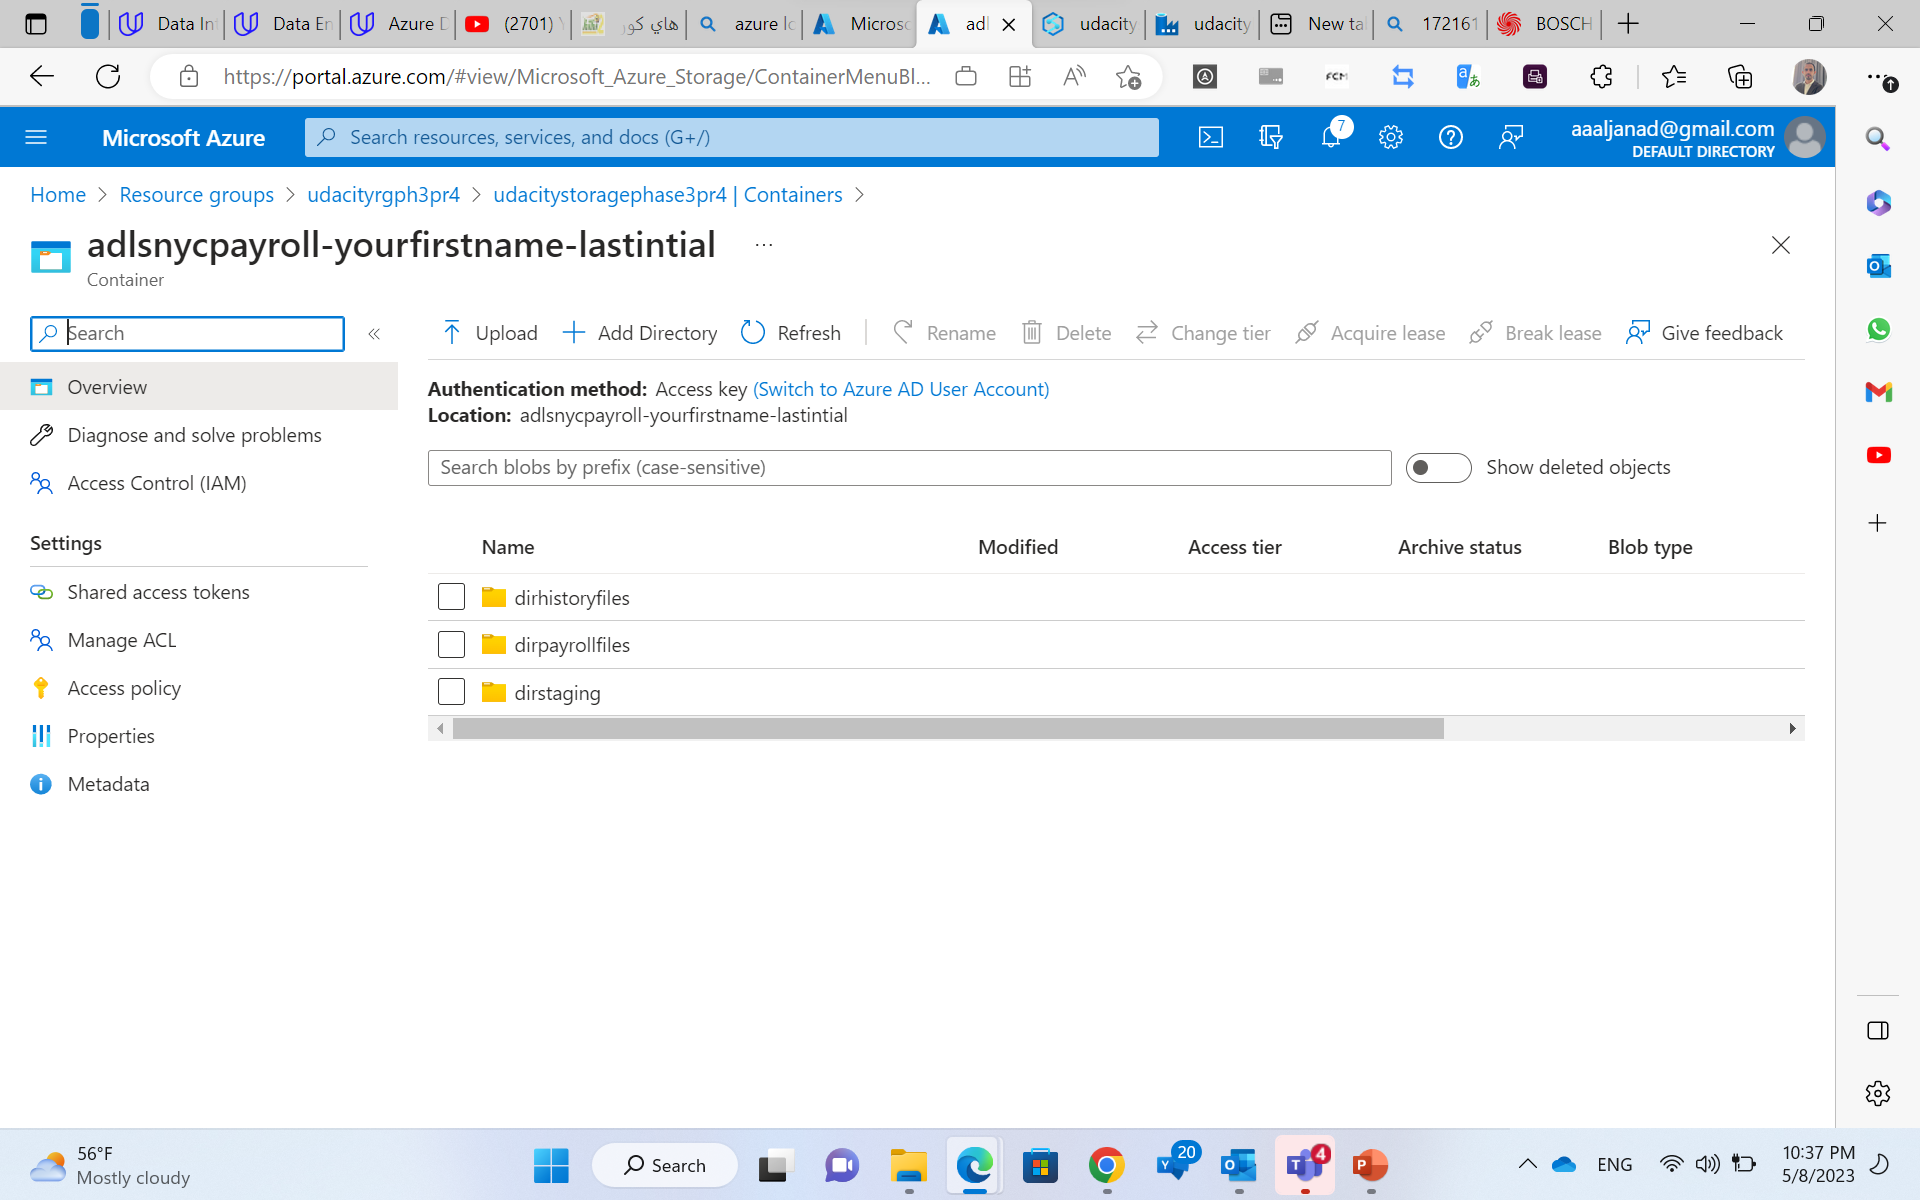 Data In
Data En
Azure D
(2701) Y
هاي كور
azure lo
Microsc
adl
udacity
udacity
New ta
172161
BOSCH
https://portal.azure.com/#view/Microsoft_Azure_Storage/ContainerMenuBl...
FCM
Microsoft Azure
Search resources, services, and docs (G+/)
7
aaaljanad@gmail.com
DEFAULT DIRECTORY
Home > Resource groups > udacityrgph3pr4 > udacitystoragephase3pr4 | Containers >
adlsnycpayroll-yourfirstname-lastintial ...
Container
Search
«
Upload
Add Directory
Refresh
Rename
Delete
Change tier
Acquire lease
Break lease
Give feedback
Overview
Diagnose and solve problems
Access Control (IAM)
Settings
Shared access tokens
Manage ACL
Access policy
Properties
Metadata
Authentication method: Access key (Switch to Azure AD User Account)
Location: adlsnycpayroll-yourfirstname-lastintial
Search blobs by prefix (case-sensitive)
Show deleted objects
Name Modified Access tier Archive status Blob type
dirhistoryfiles
dirpayrollfiles
dirstaging
56°F
Mostly cloudy
Search
20
4
ENG
10:37 PM
5/8/2023